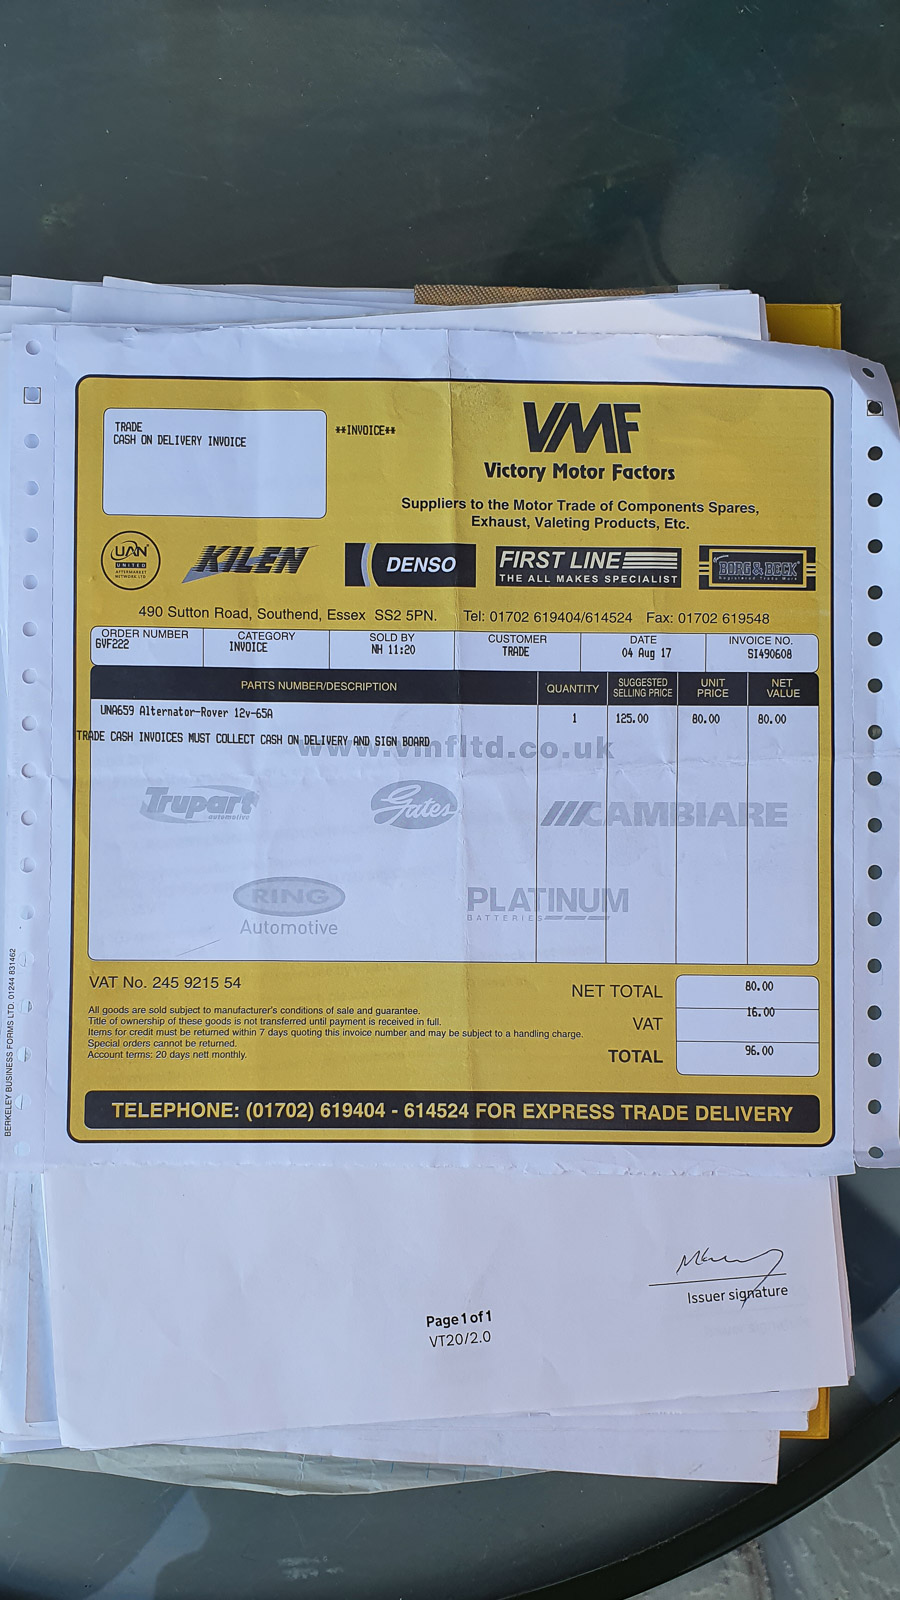 TRADE
CASH ON DELIVERY INVOICE
**INVOICE**
VMF
Victory Motor Factors
Suppliers to the Motor Trade of Components Spares,
Exhaust, Valeting Products, Etc.
UAN
UNITED
AFTERMARKET
NETWORK LTD
KILEN
DENSO
FIRST LINE
THE ALL MAKES SPECIALIST
BORG & BECK
Registered Trade Mark
490 Sutton Road, Southend, Essex SS2 5PN. Tel: 01702 619404/614524 Fax: 01702 619548
ORDER NUMBER CATEGORY SOLD BY CUSTOMER DATE INVOICE NO.
GVF222 INVOICE NH 11:20 TRADE 04 Aug 17 SI490608
PARTS NUMBER/DESCRIPTION QUANTITY SUGGESTED SELLING PRICE UNIT PRICE NET VALUE
UNA659 Alternator-Rover 12v-65A 1 125.00 80.00 80.00
TRADE CASH INVOICES MUST COLLECT CASH ON DELIVERY AND SIGN BOARD
www.vmfltd.co.uk
Trupart
automotive
Gates
CAMBIARE
RING
Automotive
PLATINUM
BATTERIES
VAT No. 245 9215 54
NET TOTAL 80.00
VAT 16.00
TOTAL 96.00
All goods are sold subject to manufacturer's conditions of sale and guarantee.
Title of ownership of these goods is not transferred until payment is received in full.
Items for credit must be returned within 7 days quoting this invoice number and may be subject to a handling charge.
Special orders cannot be returned.
Account terms: 20 days nett monthly.
TELEPHONE: (01702) 619404 - 614524 FOR EXPRESS TRADE DELIVERY
BERKELEY BUSINESS FORMS LTD. 01244 831462
Issuer signature
Page 1 of 1
VT20/2.0